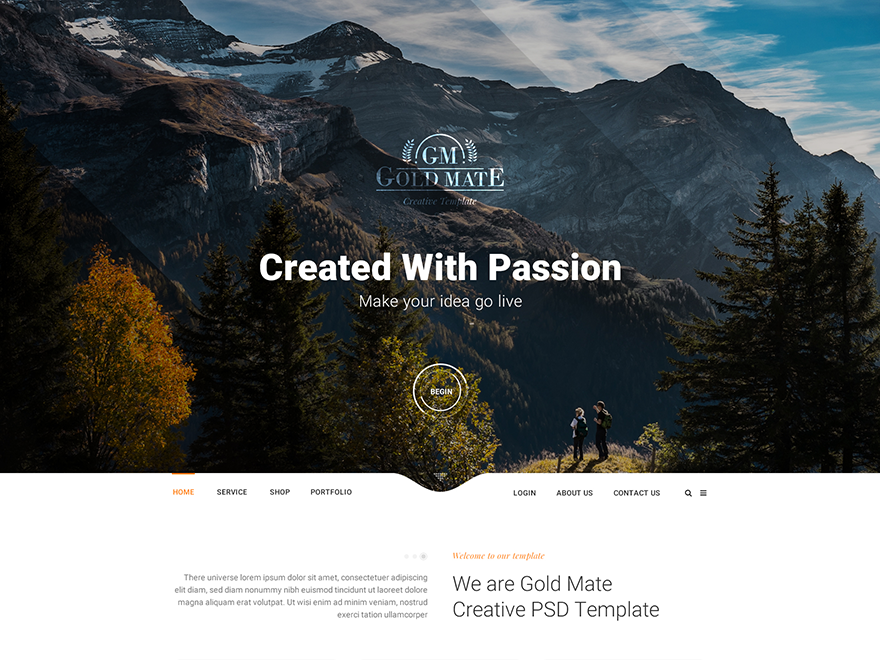 GM
GOLD MATE
Creative Template
Created With Passion
Make your idea go live
BEGIN
HOME SERVICE SHOP PORTFOLIO LOGIN ABOUT US CONTACT US
There universe lorem ipsum dolor sit amet, consectetuer adipiscing
elit diam, sed diam nonummy nibh euismod tincidunt ut laoreet dolore
magna aliquam erat volutpat. Ut wisi enim ad minim veniam, nostrud
exerci tation ullamcorper
Welcome to our template
We are Gold Mate
Creative PSD Template